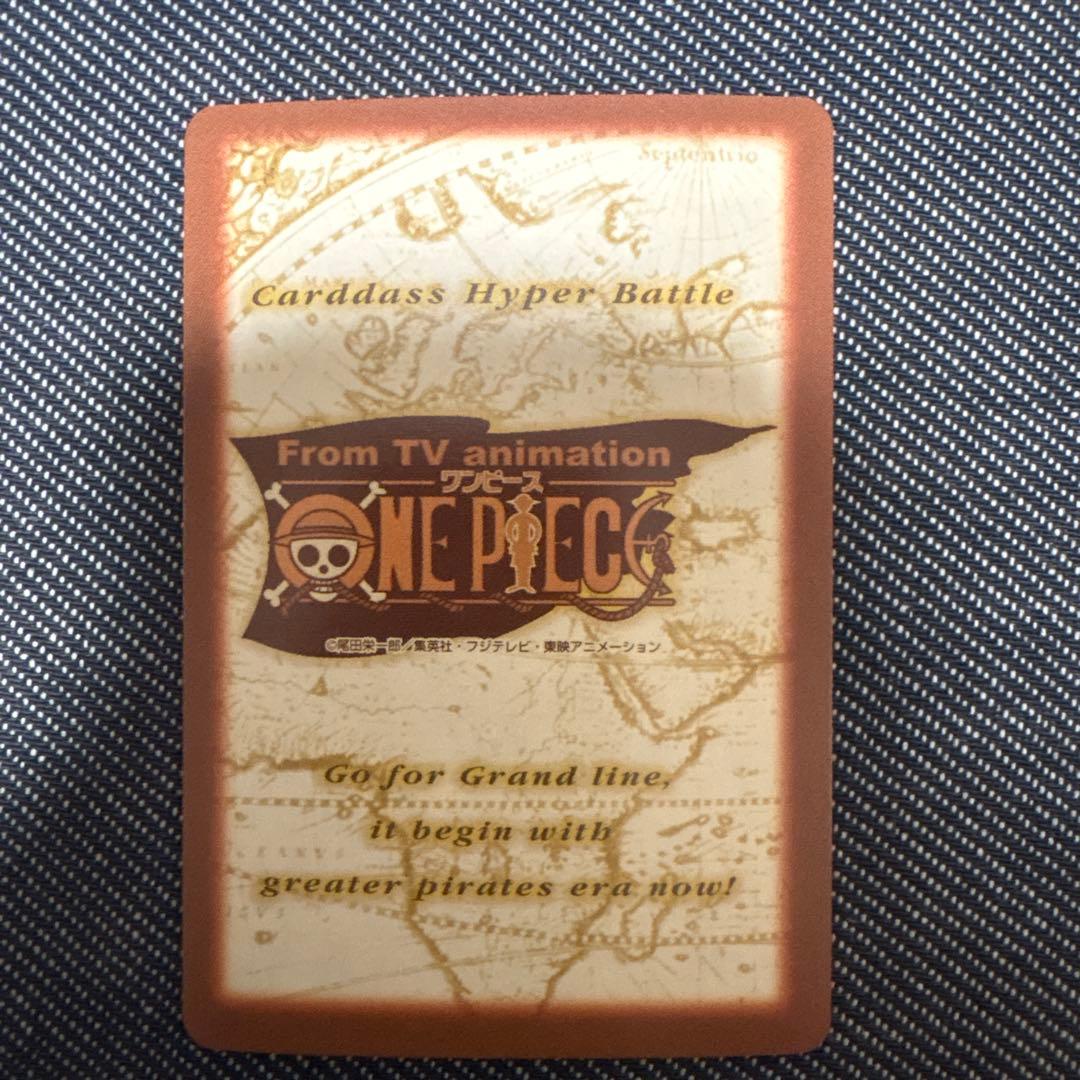 Septentrio
Carddass Hyper Battle
From TV animation
ワンピース
ONE PIECE
©尾田栄一郎／集英社・フジテレビ・東映アニメーション
Go for Grand line,
it begin with
greater pirates era now!